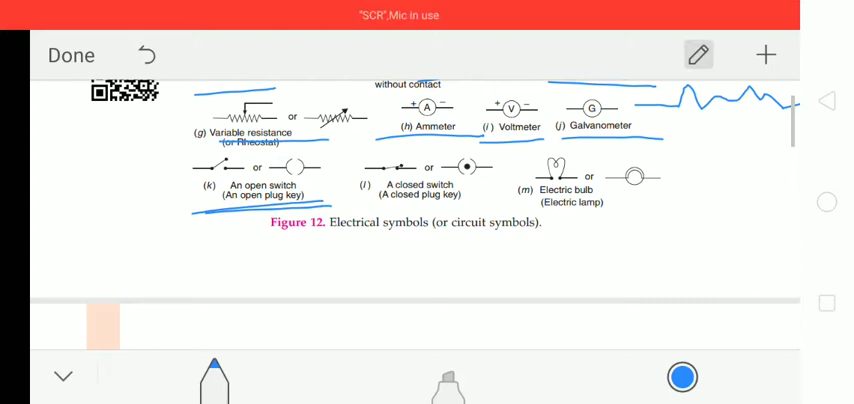 "SCR",Mic in use
Done
without contact
or
+ A − + V − G
(g) Variable resistance (h) Ammeter (i) Voltmeter (j) Galvanometer
(or Rheostat)
or or or
(k) An open switch (l) A closed switch (m) Electric bulb
(An open plug key) (A closed plug key) (Electric lamp)
Figure 12. Electrical symbols (or circuit symbols).